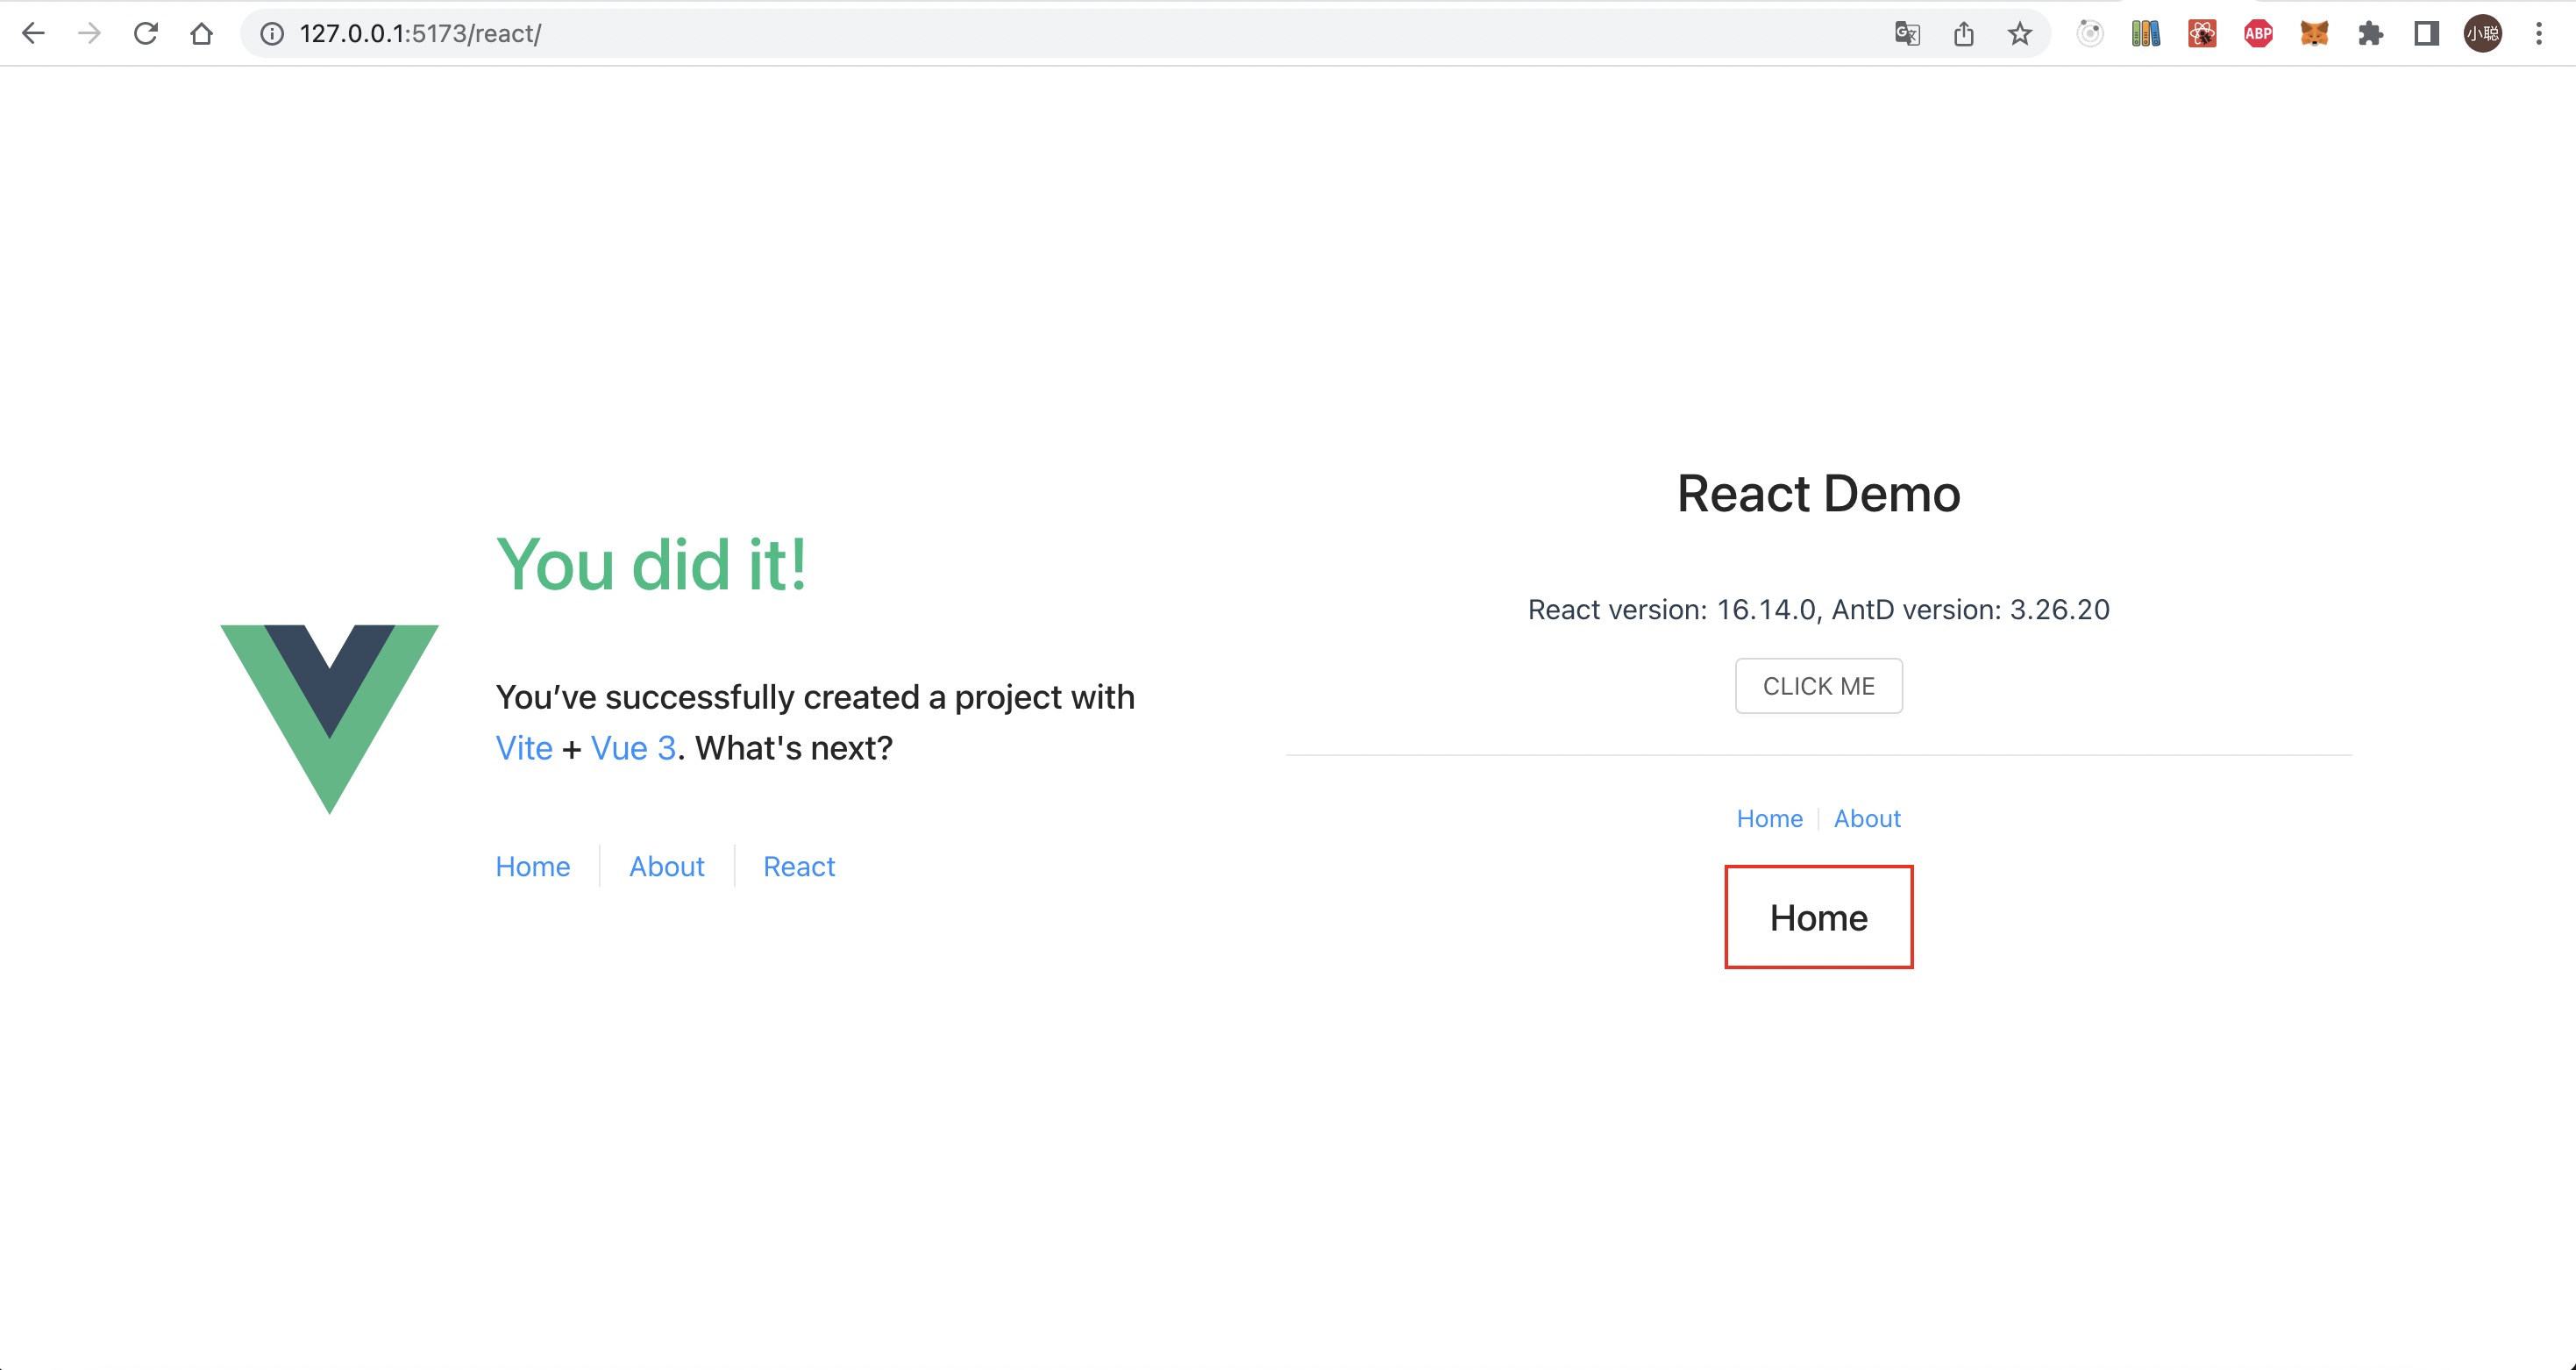 127.0.0.1:5173/react/
ABP
小聪
You did it!
You’ve successfully created a project with
Vite + Vue 3. What's next?
Home
About
React
React Demo
React version: 16.14.0, AntD version: 3.26.20
CLICK ME
Home
About
Home